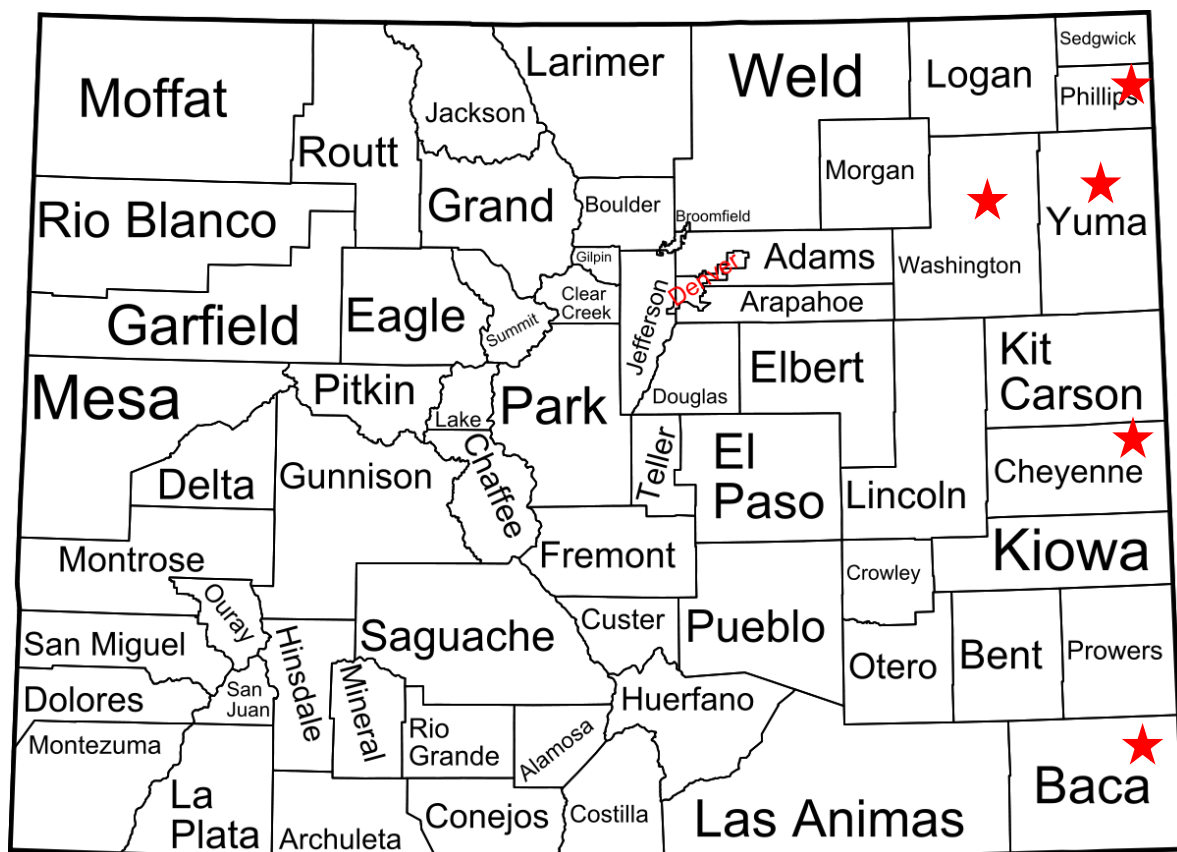 Sedgwick
Larimer
Weld
Logan
Moffat
Phillips
Jackson
Routt
Morgan
Grand
Boulder
Rio Blanco
Broomfield
Yuma
Gilpin
Adams
Washington
Denver
Clear
Creek
Arapahoe
Garfield
Eagle
Summit
Jefferson
Kit
Carson
Elbert
Mesa
Pitkin
Park
Douglas
Lake
El
Paso
Teller
Cheyenne
Gunnison
Chaffee
Delta
Lincoln
Montrose
Fremont
Kiowa
Crowley
Ouray
Custer
Pueblo
San Miguel
Hinsdale
Saguache
Otero
Bent
Prowers
Mineral
Dolores
San
Juan
Huerfano
Rio
Grande
Alamosa
Montezuma
Baca
La
Plata
Archuleta
Conejos
Costilla
Las Animas